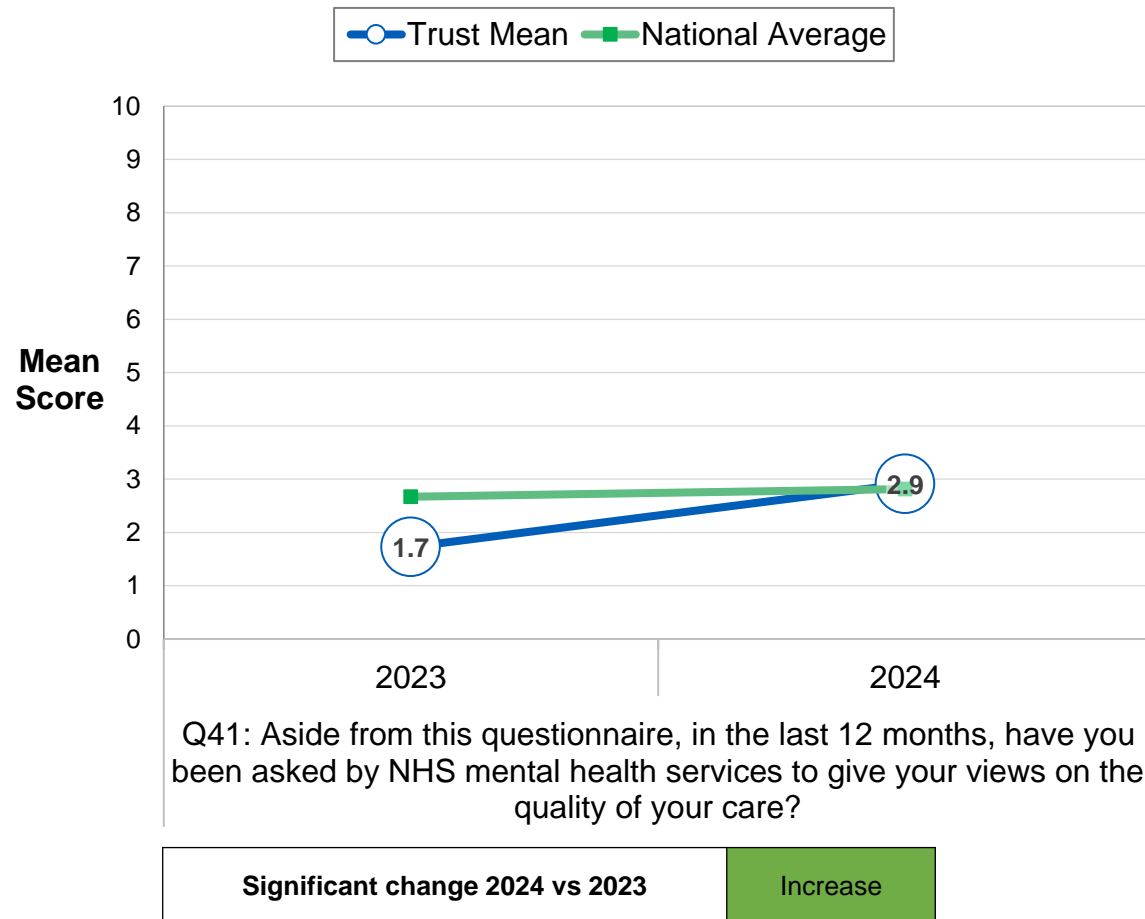 Trust Mean National Average
10
9
8
7
6
5
4
3
2
1
0
Mean
Score
1.7
2.9
2023 2024
Q41: Aside from this questionnaire, in the last 12 months, have you
been asked by NHS mental health services to give your views on the
quality of your care?
Significant change 2024 vs 2023 Increase